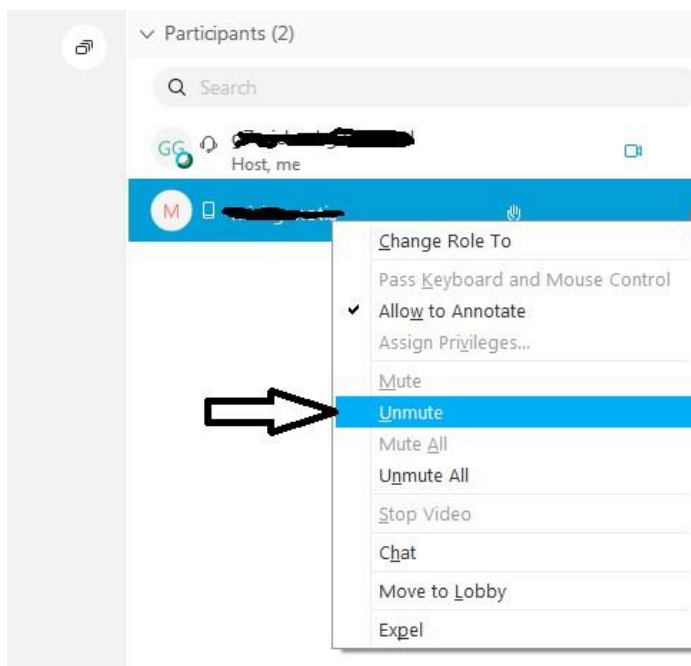 Participants (2)
Search
GG
Host, me
M
Change Role To
Pass Keyboard and Mouse Control
Allow to Annotate
Assign Privileges...
Mute
Unmute
Mute All
Unmute All
Stop Video
Chat
Move to Lobby
Expel